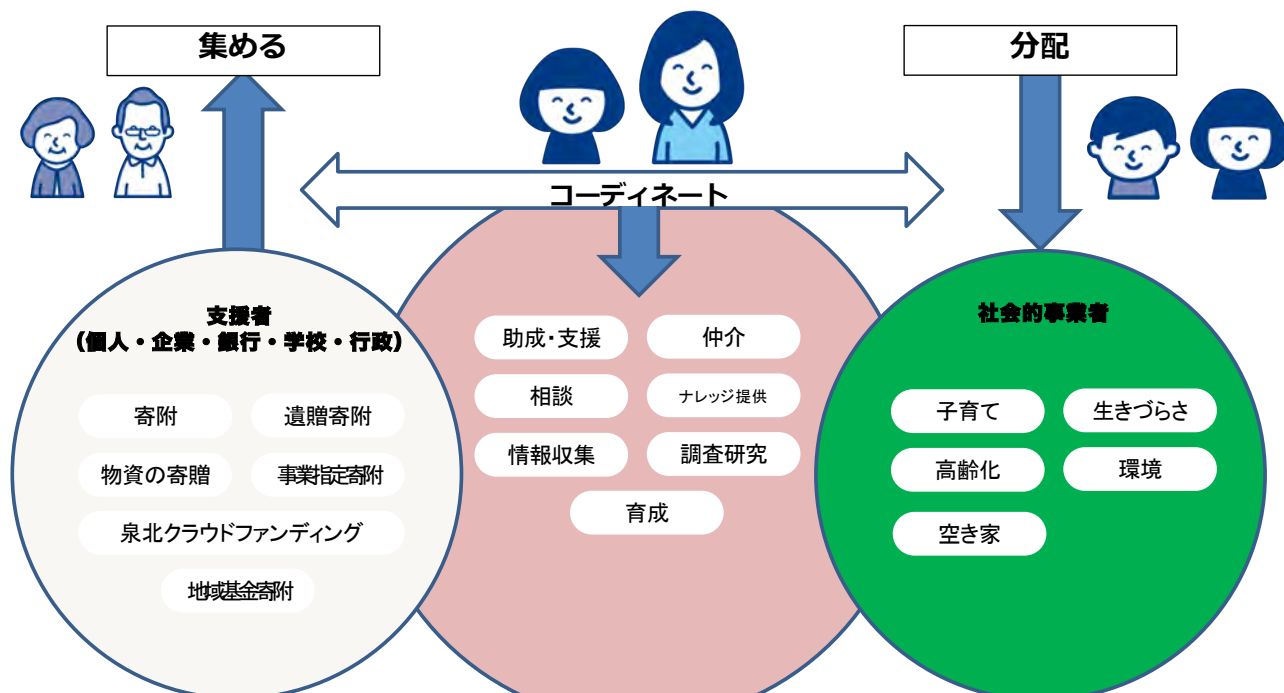 集める
分配
コーディネート
支援者
（個人・企業・銀行・学校・行政）
寄附
遺贈寄附
物資の寄贈
事業指定寄附
泉北クラウドファンディング
地域基金寄附
助成・支援
仲介
相談
ナレッジ提供
情報収集
調査研究
育成
社会的事業者
子育て
生きづらさ
高齢化
環境
空き家